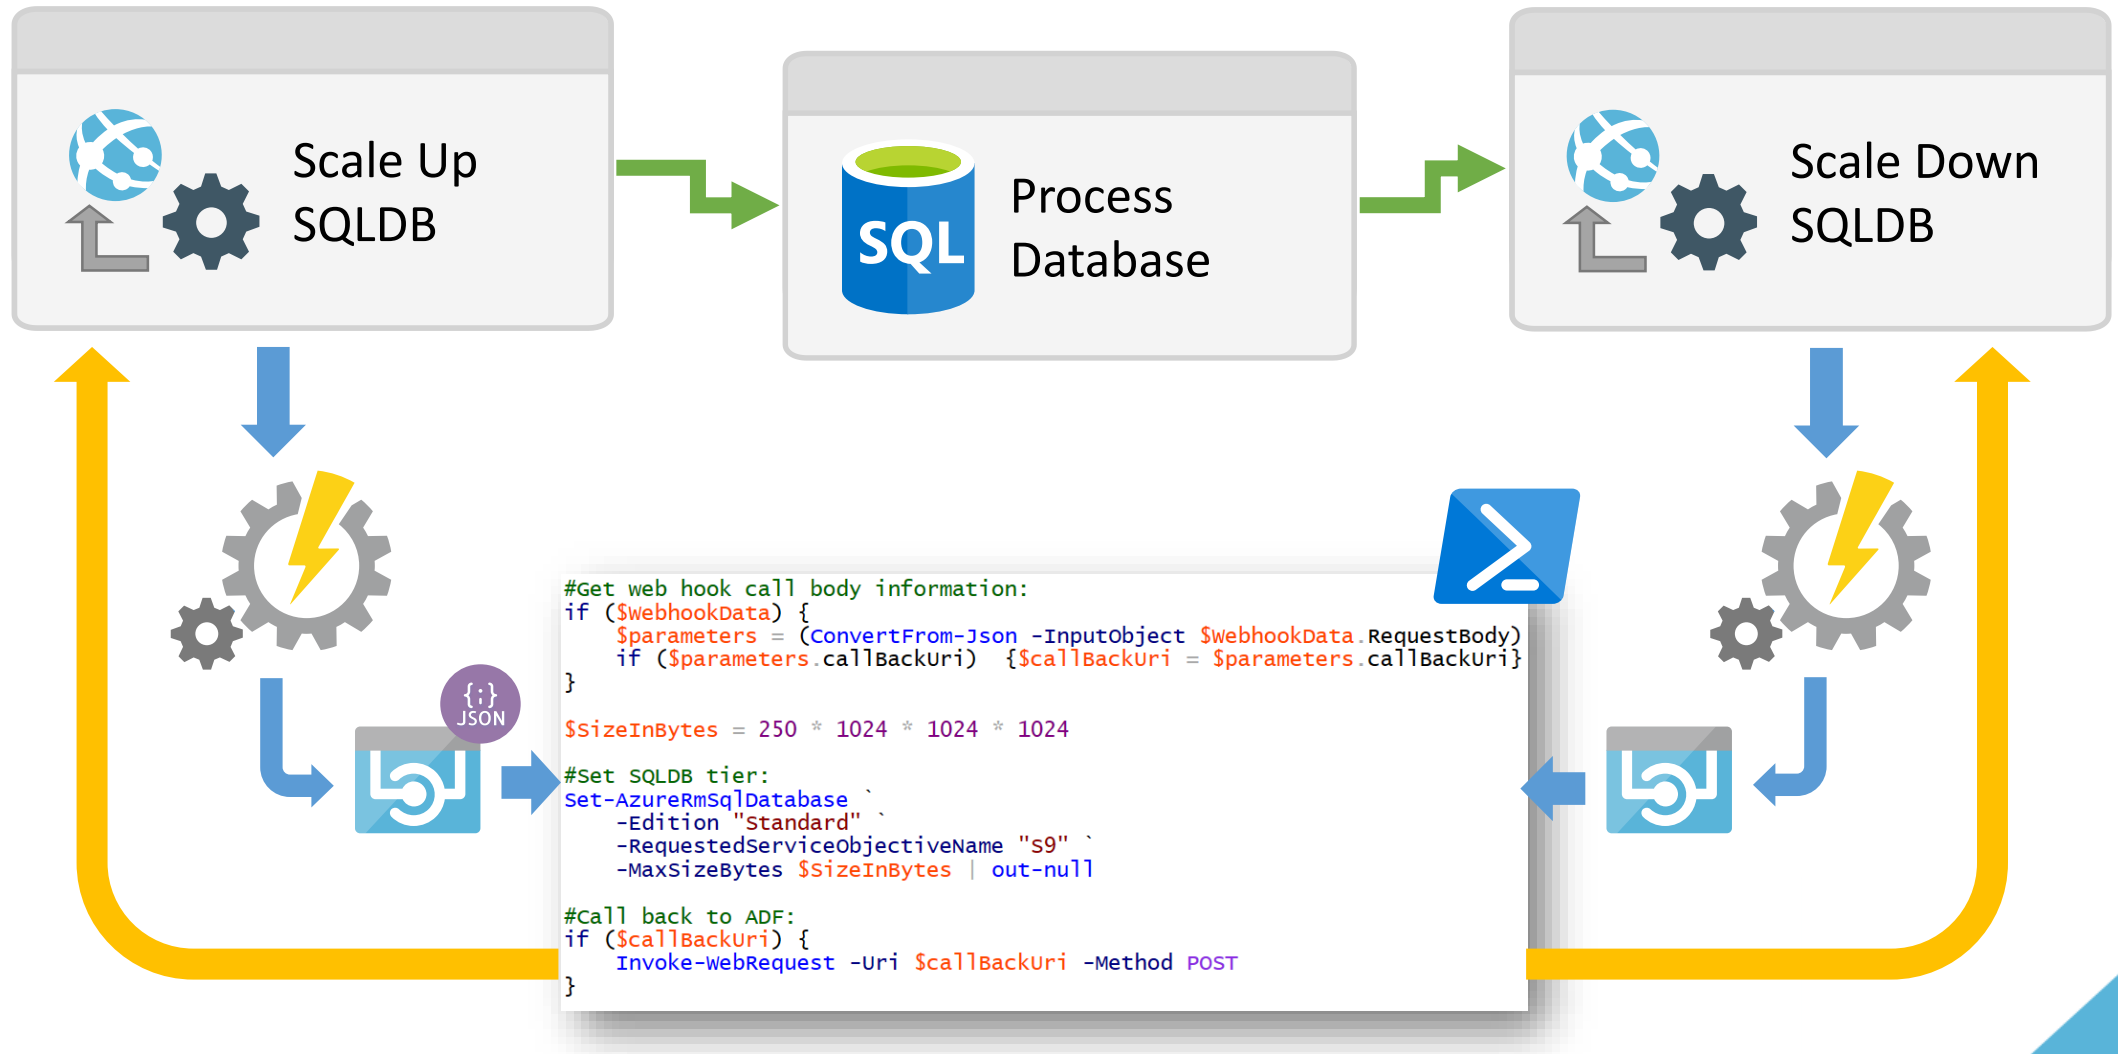 Scale Up
SQLDB
Process
Database
SQL
Scale Down
SQLDB
{;}
JSON
#Get web hook call body information:
if ($WebhookData) {
    $parameters = (ConvertFrom-Json -InputObject $WebhookData.RequestBody)
    if ($parameters.callBackUri)  {$callBackUri = $parameters.callBackUri}
}
$SizeInBytes = 250 * 1024 * 1024 * 1024
#Set SQLDB tier:
Set-AzureRmSqlDatabase `
    -Edition "Standard" `
    -RequestedServiceObjectiveName "S9" `
    -MaxSizeBytes $SizeInBytes | out-null
#Call back to ADF:
if ($callBackUri) {
    Invoke-WebRequest -Uri $callBackUri -Method POST
}